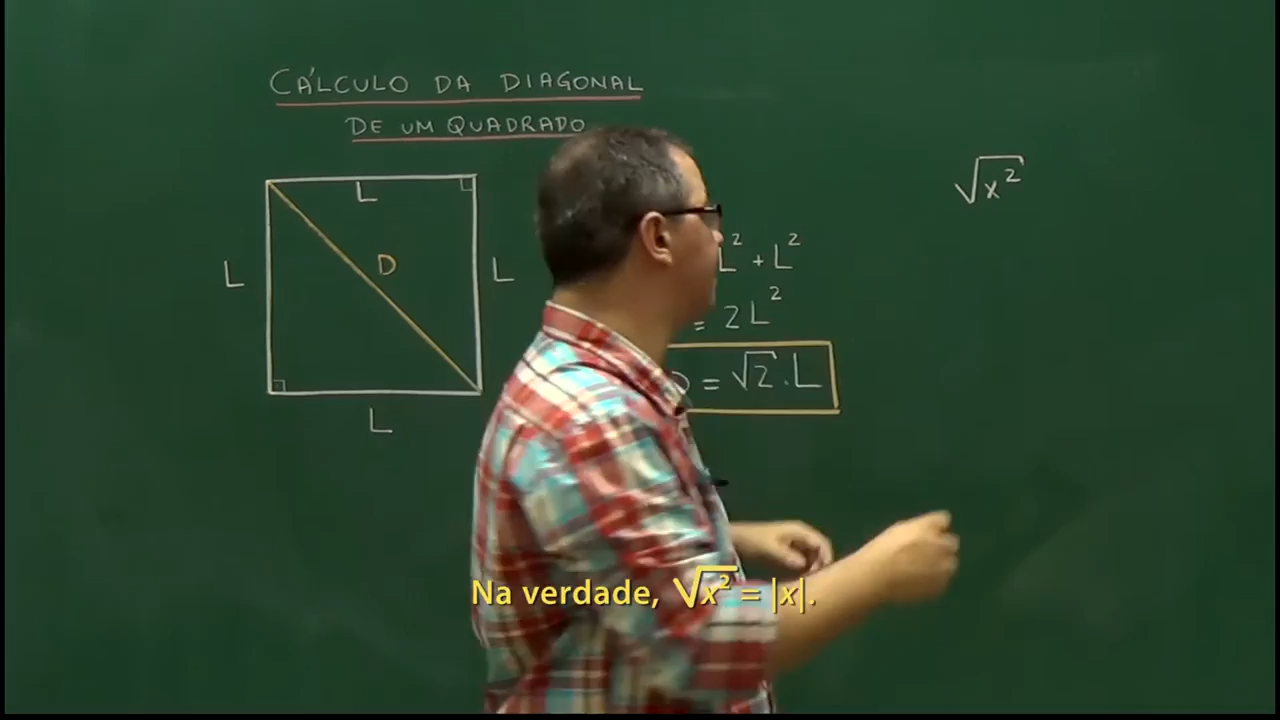 CÁLCULO DA DIAGONAL
DE UM QUADRADO
L
L
D
L
L
L² + L²
= 2L²
D = √2 . L
√x²
Na verdade, √x² = |x|.